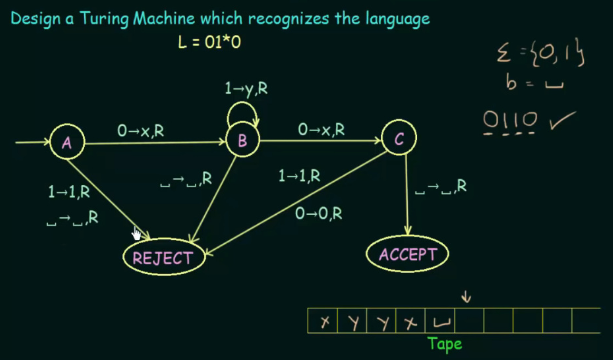 Design a Turing Machine which recognizes the language
L = 01*0
Σ = {0,1}
b = ⎵
0110 ✓
1→y,R
A
0→x,R
B
0→x,R
C
1→1,R
⎵→⎵,R
⎵→⎵,R
1→1,R
0→0,R
⎵→⎵,R
REJECT
ACCEPT
x y y x ⎵
Tape